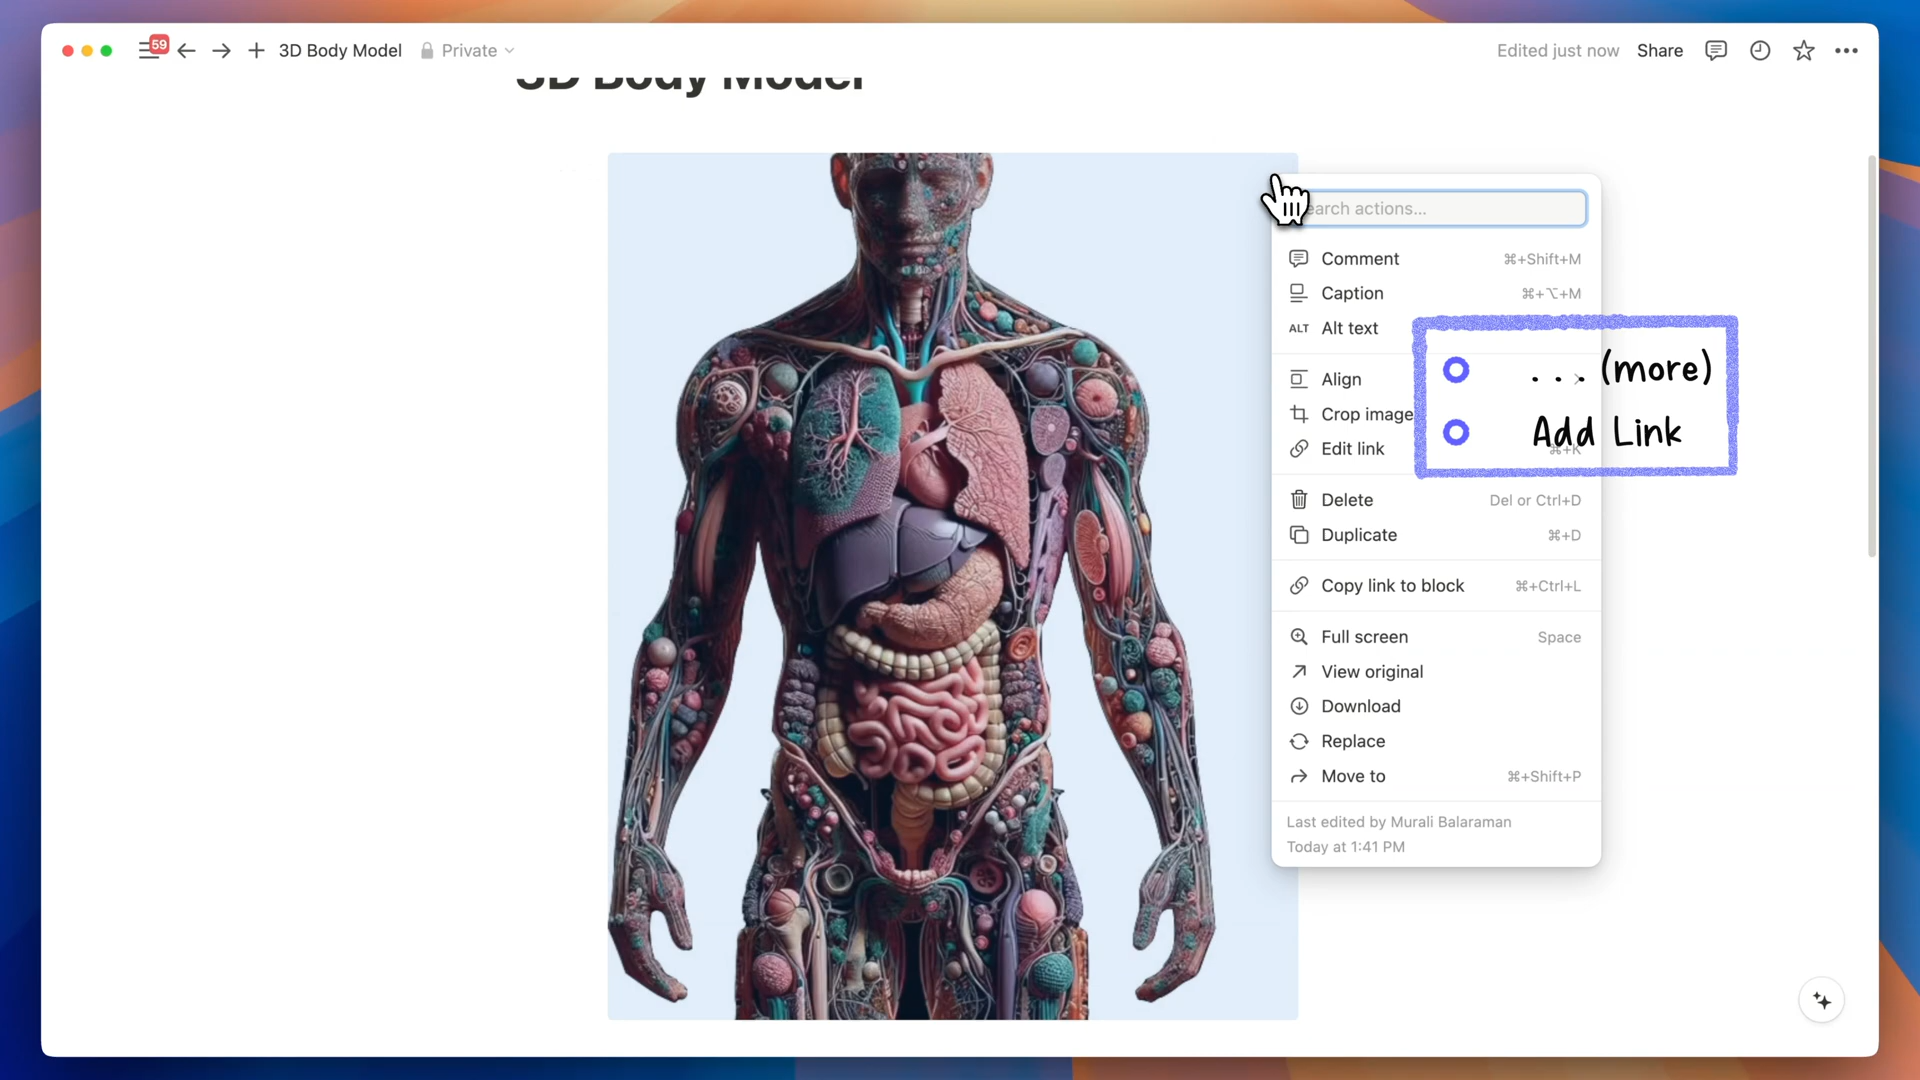 59
3D Body Model
Private
Edited just now
Share
3D Body Model
earch actions...
Comment ⌘+Shift+M
Caption ⌘+⌥+M
ALT Alt text
Align
... (more)
Crop image
Add Link
Edit link ⌘+K
Delete Del or Ctrl+D
Duplicate ⌘+D
Copy link to block ⌘+Ctrl+L
Full screen Space
View original
Download
Replace
Move to ⌘+Shift+P
Last edited by Murali Balaraman
Today at 1:41 PM